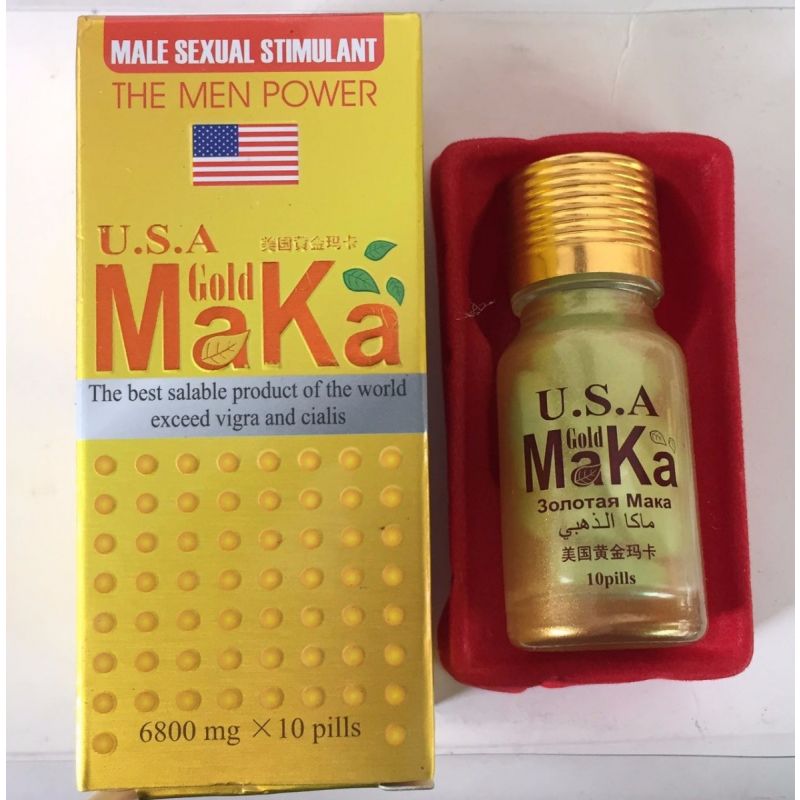 MALE SEXUAL STIMULANT
THE MEN POWER
U.S.A
美国黄金玛卡
Gold
MaKa
The best salable product of the world
exceed vigra and cialis
6800 mg ×10 pills
U.S.A
Gold
MaKa
Золотая Мака
ماكا الذهبي
美国黄金玛卡
10pills